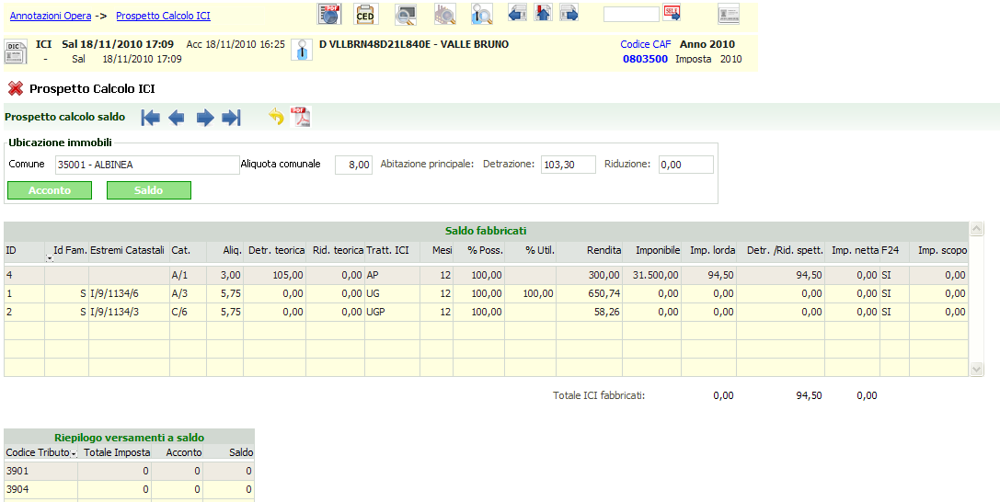 Annotazioni Opera -> Prospetto Calcolo ICI PDF CED SELL
DIC ICI Sal 18/11/2010 17:09 Acc 18/11/2010 16:25 D VLLBRN48D21L840E - VALLE BRUNO Codice CAF Anno 2010
- Sal 18/11/2010 17:09 0803500 Imposta 2010
Prospetto Calcolo ICI
Prospetto calcolo saldo PDF
Ubicazione immobili
Comune 35001 - ALBINEA Aliquota comunale 8,00 Abitazione principale: Detrazione: 103,30 Riduzione: 0,00
Acconto Saldo
Saldo fabbricati
ID Id Fam. Estremi Catastali Cat. Aliq. Detr. teorica Rid. teorica Tratt. ICI Mesi % Poss. % Util. Rendita Imponibile Imp. lorda Detr. /Rid. spett. Imp. netta F24 Imp. scopo
4 A/1 3,00 105,00 0,00 AP 12 100,00 300,00 31.500,00 94,50 94,50 0,00 SI 0,00
1 S I/9/1134/6 A/3 5,75 0,00 0,00 UG 12 100,00 100,00 650,74 0,00 0,00 0,00 0,00 SI 0,00
2 S I/9/1134/3 C/6 5,75 0,00 0,00 UGP 12 100,00 58,26 0,00 0,00 0,00 0,00 SI 0,00
Totale ICI fabbricati: 0,00 94,50 0,00
Riepilogo versamenti a saldo
Codice Tributo Totale Imposta Acconto Saldo
3901 0 0 0
3904 0 0 0